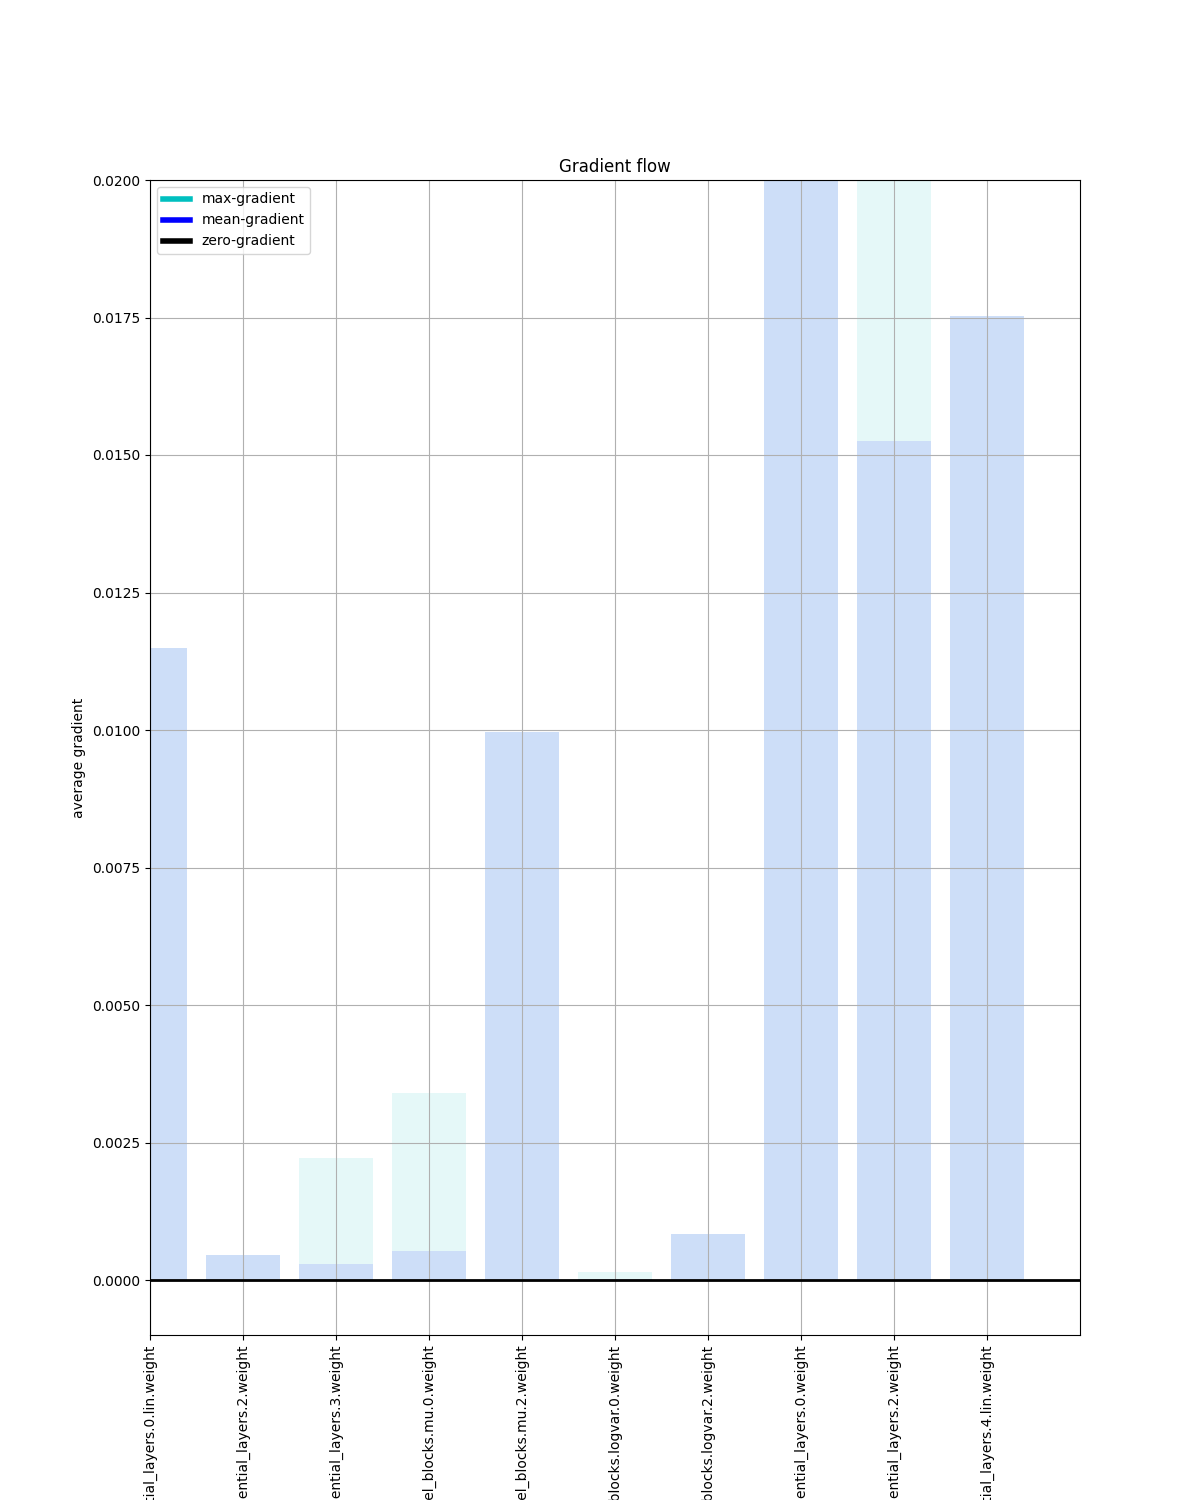 Gradient flow
max-gradient
mean-gradient
zero-gradient
0.0200
0.0175
0.0150
0.0125
0.0100
0.0075
0.0050
0.0025
0.0000
average gradient
tial_layers.0.lin.weight
ential_layers.2.weight
ential_layers.3.weight
el_blocks.mu.0.weight
el_blocks.mu.2.weight
blocks.logvar.0.weight
blocks.logvar.2.weight
ential_layers.0.weight
ential_layers.2.weight
tial_layers.4.lin.weight